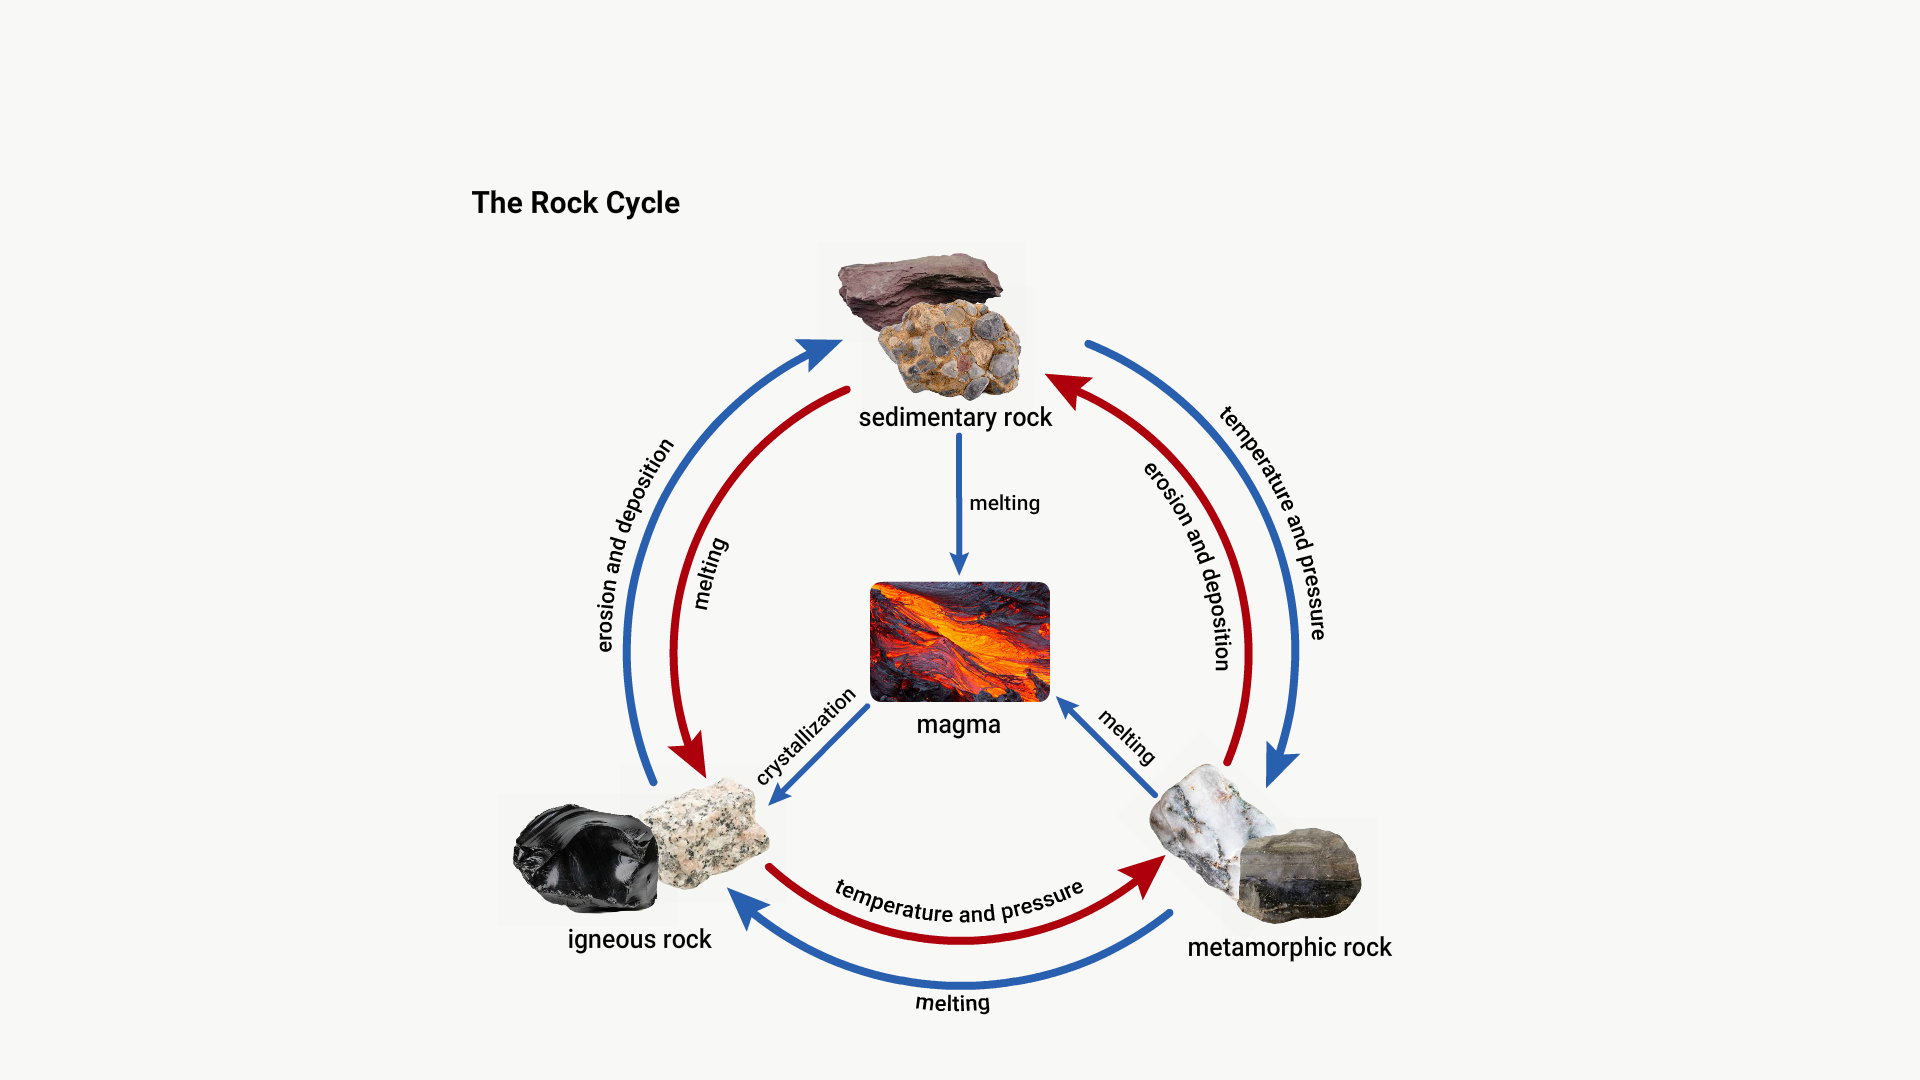 The Rock Cycle
sedimentary rock
erosion and deposition
melting
melting
erosion and deposition
temperature and pressure
magma
crystallization
melting
igneous rock
temperature and pressure
metamorphic rock
melting